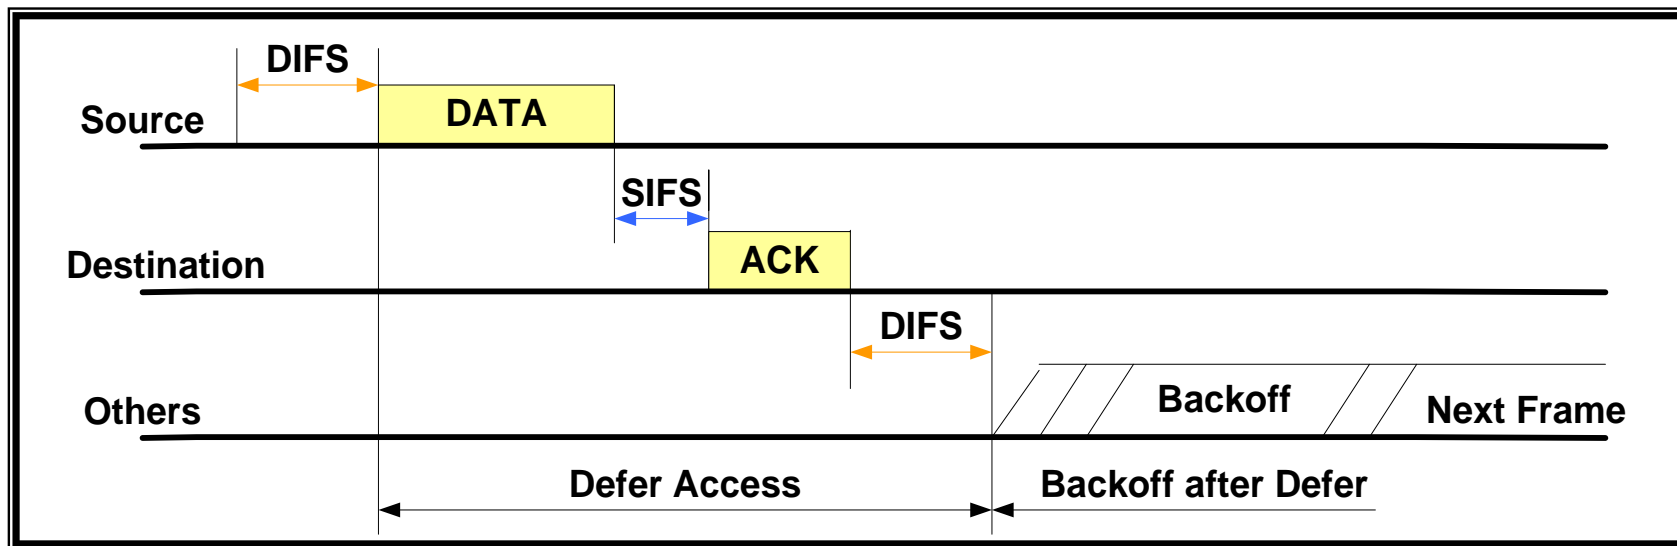 DIFS
Source
DATA
SIFS
Destination
ACK
DIFS
Others
Backoff
Next Frame
Defer Access
Backoff after Defer